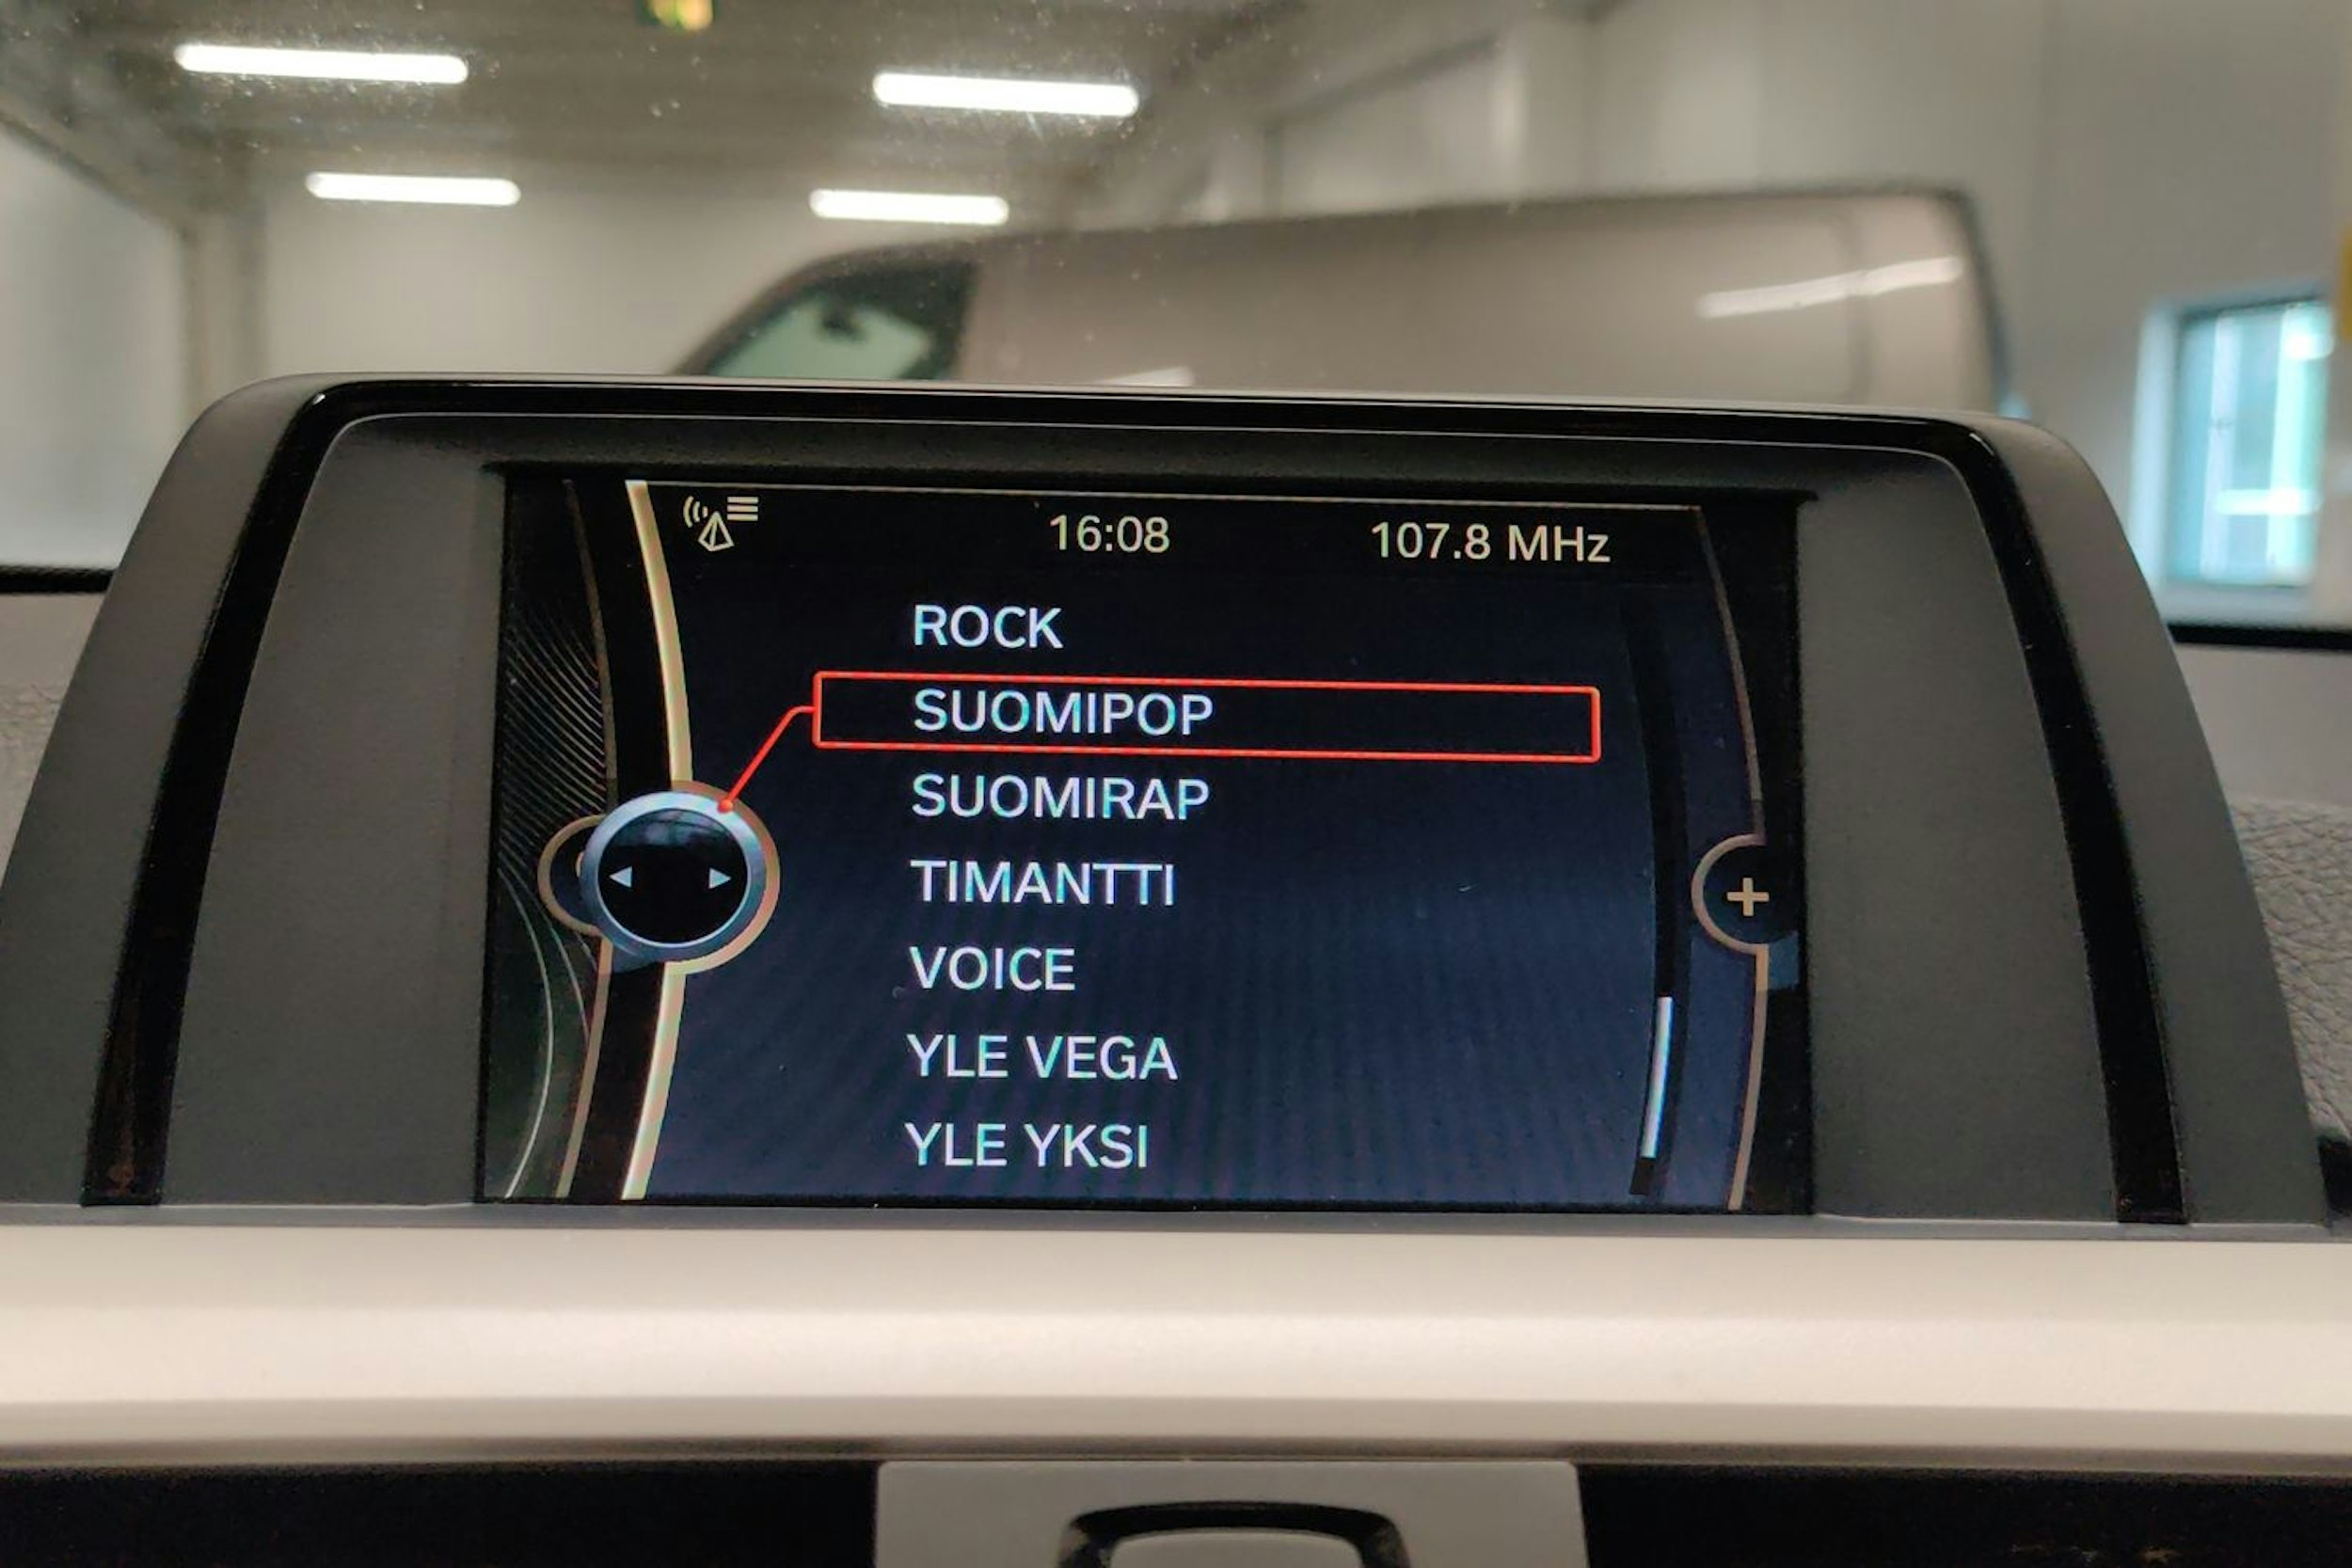 16:08 107.8 MHz
ROCK
SUOMIPOP
SUOMIRAP
TIMANTTI
VOICE
YLE VEGA
YLE YKSI